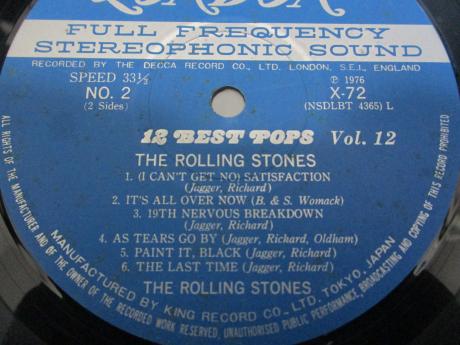 LONDON
FULL FREQUENCY
STEREOPHONIC SOUND
RECORDED BY THE DECCA RECORD CO., LTD. LONDON, S.E.I., ENGLAND
SPEED 33⅓
NO. 2
(2 Sides)
℗ 1976
X-72
(NSDLBT 4365) L
12 BEST POPS Vol. 12
THE ROLLING STONES
1. (I CAN'T GET NO) SATISFACTION
(Jagger, Richard)
2. IT'S ALL OVER NOW (B. & S. Womack)
3. 19TH NERVOUS BREAKDOWN
(Jagger, Richard)
4. AS TEARS GO BY (Jagger, Richard, Oldham)
5. PAINT IT, BLACK (Jagger, Richard)
6. THE LAST TIME (Jagger, Richard)
THE ROLLING STONES
MANUFACTURED BY KING RECORD CO., LTD. TOKYO, JAPAN
ALL RIGHTS OF THE MANUFACTURER AND OF THE OWNER OF THE RECORDED WORK RESERVED, UNAUTHORISED PUBLIC PERFORMANCE, BROADCASTING AND COPYING OF THIS RECORD PROHIBITED